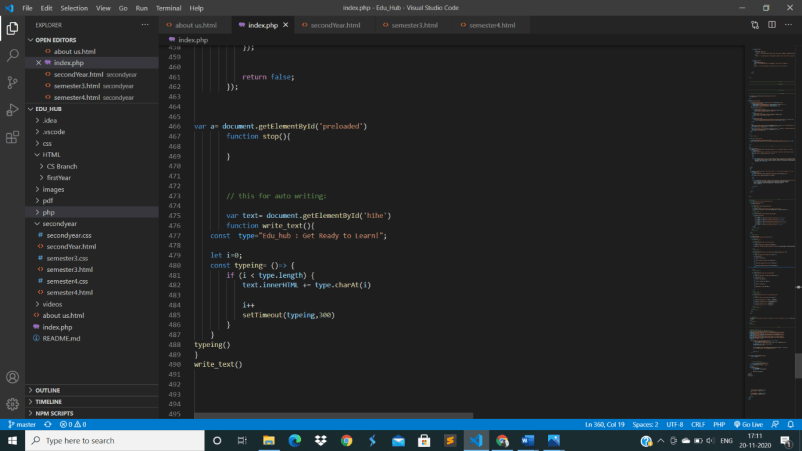 File Edit Selection View Go Run Terminal Help
index.php - Edu_Hub - Visual Studio Code
EXPLORER
OPEN EDITORS
about us.html
index.php
secondYear.html secondyear
semester3.html secondyear
semester4.html secondyear
EDU_HUB
.idea
.vscode
css
HTML
CS Branch
firstYear
images
pdf
php
secondyear
secondyear.css
secondYear.html
semester3.css
semester3.html
semester4.css
semester4.html
videos
about us.html
index.php
README.md
OUTLINE
TIMELINE
NPM SCRIPTS
about us.html index.php secondYear.html semester3.html semester4.html
index.php
458 });
459
460
461 return false;
462 });
463
464
465
466 var a= document.getElementById('preloaded')
467 function stop(){
468
469 }
470
471
472
473 // this for auto writing:
474
475 var text= document.getElementById('h1he')
476 function write_text(){
477 const type="Edu_hub : Get Ready to Learn!";
478
479 let i=0;
480 const typeing= ()=> {
481 if (i < type.length) {
482 text.innerHTML += type.charAt(i)
483
484 i++
485 setTimeout(typeing,300)
486 }
487 }
488 typeing()
489 }
490 write_text()
491
492
493
494
495
master 0 0 Ln 360, Col 19 Spaces: 2 UTF-8 CRLF PHP Go Live
Type here to search
ENG
17:11
20-11-2020